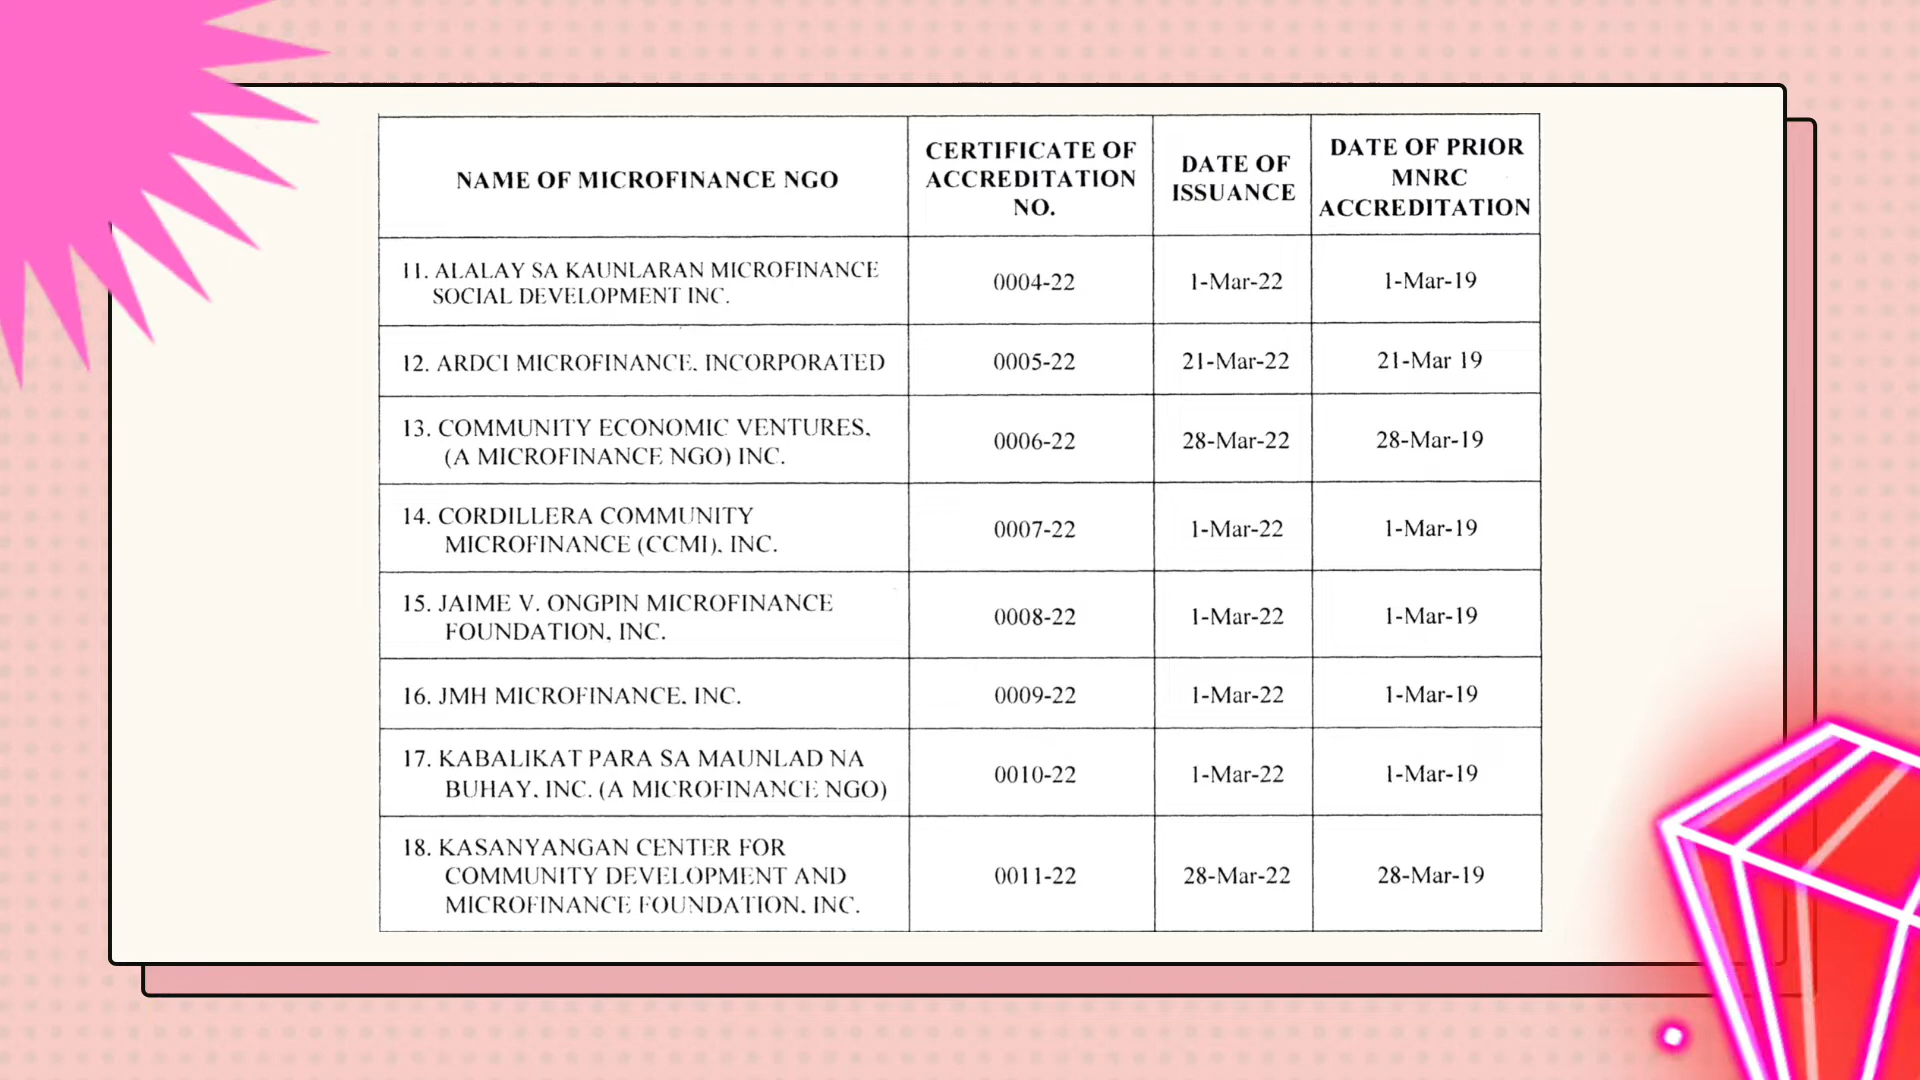 NAME OF MICROFINANCE NGO
CERTIFICATE OF
ACCREDITATION
NO.
DATE OF
ISSUANCE
DATE OF PRIOR
MNRC
ACCREDITATION
11. ALALAY SA KAUNLARAN MICROFINANCE
SOCIAL DEVELOPMENT INC.
0004-22
1-Mar-22
1-Mar-19
12. ARDCI MICROFINANCE, INCORPORATED
0005-22
21-Mar-22
21-Mar 19
13. COMMUNITY ECONOMIC VENTURES,
(A MICROFINANCE NGO) INC.
0006-22
28-Mar-22
28-Mar-19
14. CORDILLERA COMMUNITY
MICROFINANCE (CCMI), INC.
0007-22
1-Mar-22
1-Mar-19
15. JAIME V. ONGPIN MICROFINANCE
FOUNDATION, INC.
0008-22
1-Mar-22
1-Mar-19
16. JMH MICROFINANCE, INC.
0009-22
1-Mar-22
1-Mar-19
17. KABALIKAT PARA SA MAUNLAD NA
BUHAY, INC. (A MICROFINANCE NGO)
0010-22
1-Mar-22
1-Mar-19
18. KASANYANGAN CENTER FOR
COMMUNITY DEVELOPMENT AND
MICROFINANCE FOUNDATION, INC.
0011-22
28-Mar-22
28-Mar-19